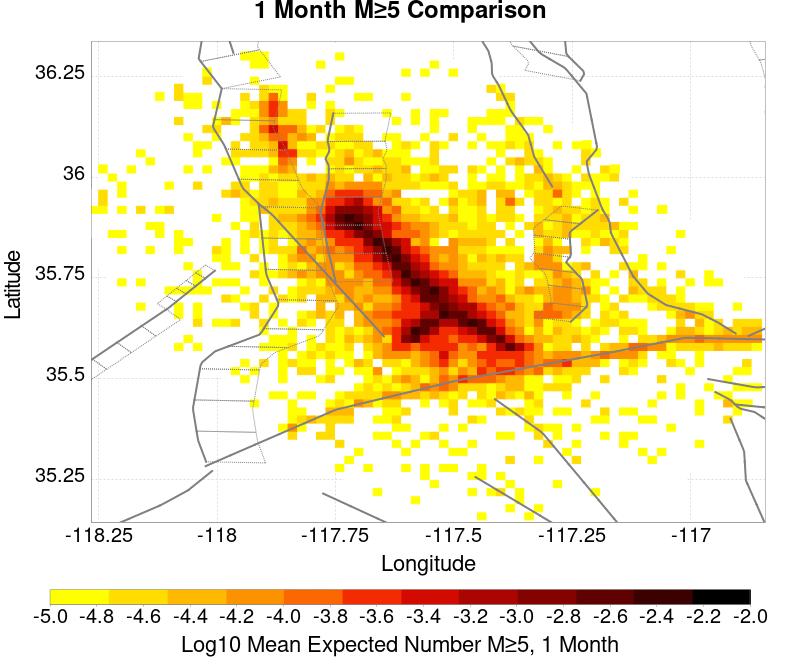 1 Month M≥5 Comparison
36.25
36
35.75
35.5
35.25
Latitude
-118.25 -118 -117.75 -117.5 -117.25 -117
Longitude
-5.0 -4.8 -4.6 -4.4 -4.2 -4.0 -3.8 -3.6 -3.4 -3.2 -3.0 -2.8 -2.6 -2.4 -2.2 -2.0
Log10 Mean Expected Number M≥5, 1 Month